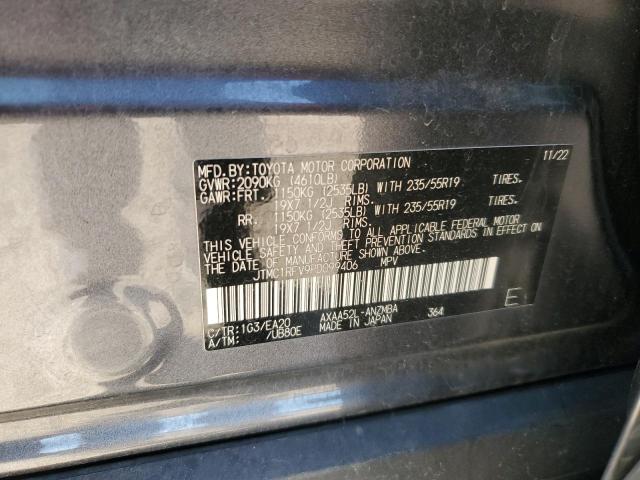 MFD.BY:TOYOTA MOTOR CORPORATION 11/22
GVWR:2090KG (4610LB)
GAWR:FRT. 1150KG (2535LB) WITH 235/55R19 TIRES.
19X7 1/2J RIMS.
RR. 1150KG (2535LB) WITH 235/55R19 TIRES.
19X7 1/2J RIMS.
THIS VEHICLE CONFORMS TO ALL APPLICABLE FEDERAL MOTOR
VEHICLE SAFETY AND THEFT PREVENTION STANDARDS IN EFFECT
ON THE DATE OF MANUFACTURE SHOWN ABOVE.
JTMC1RFV9PD099406 MPV
C/TR:1G3/EA20 AXAA52L-ANZMBA 364 E
A/TM: /UB80E MADE IN JAPAN